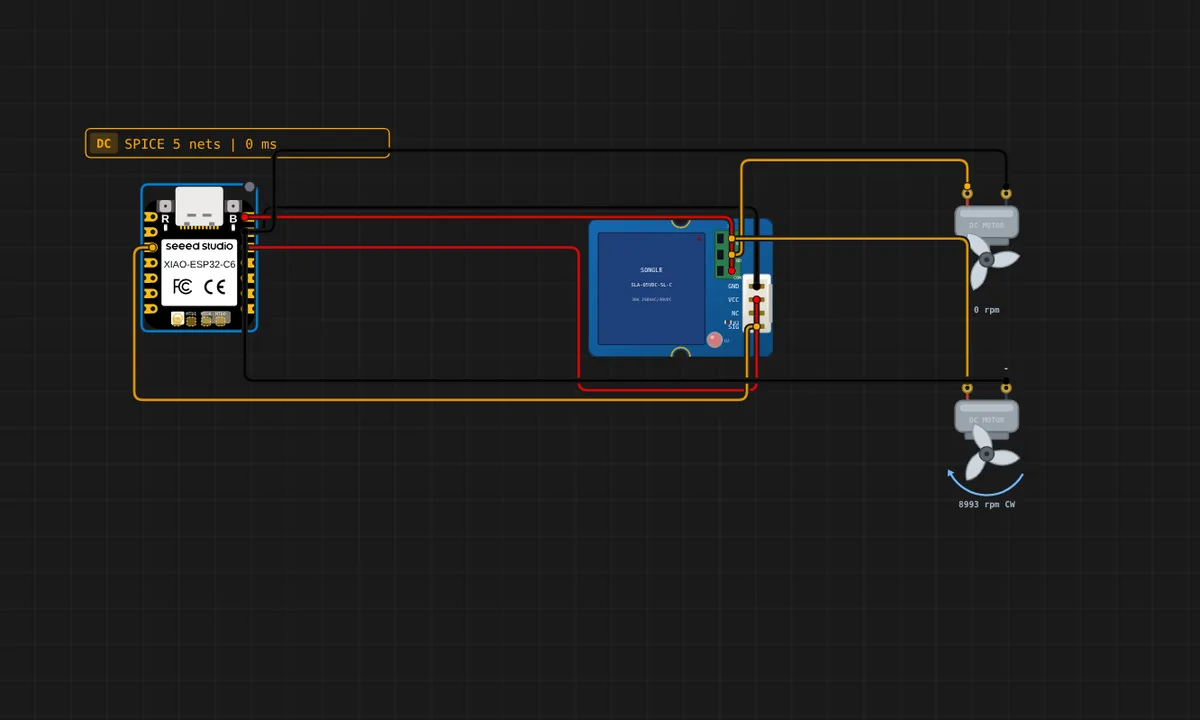 DC SPICE 5 nets | 0 ms
R B
seeed studio
XIAO-ESP32-C6
FC CE
SONGLE
SLA-05VDC-SL-C
GND
VCC
NC
SIG
DC MOTOR
0 rpm
-
DC MOTOR
8993 rpm CW